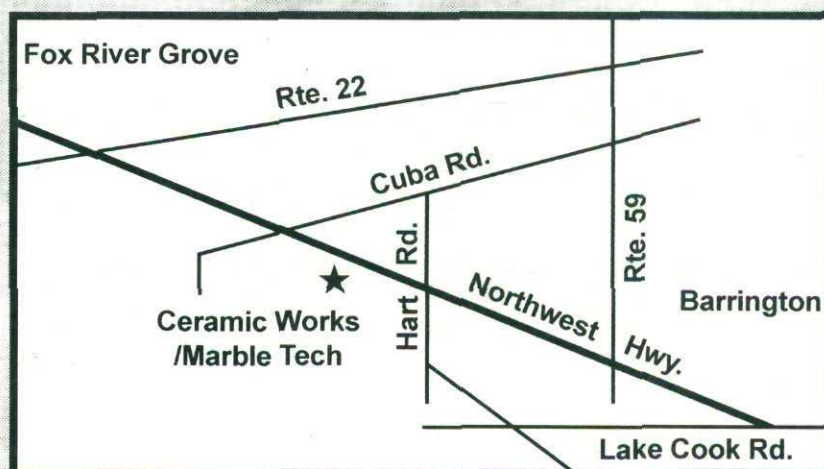 Fox River Grove
Rte. 22
Cuba Rd.
Hart Rd.
Rte. 59
Northwest Hwy.
Barrington
Ceramic Works
/Marble Tech
Lake Cook Rd.